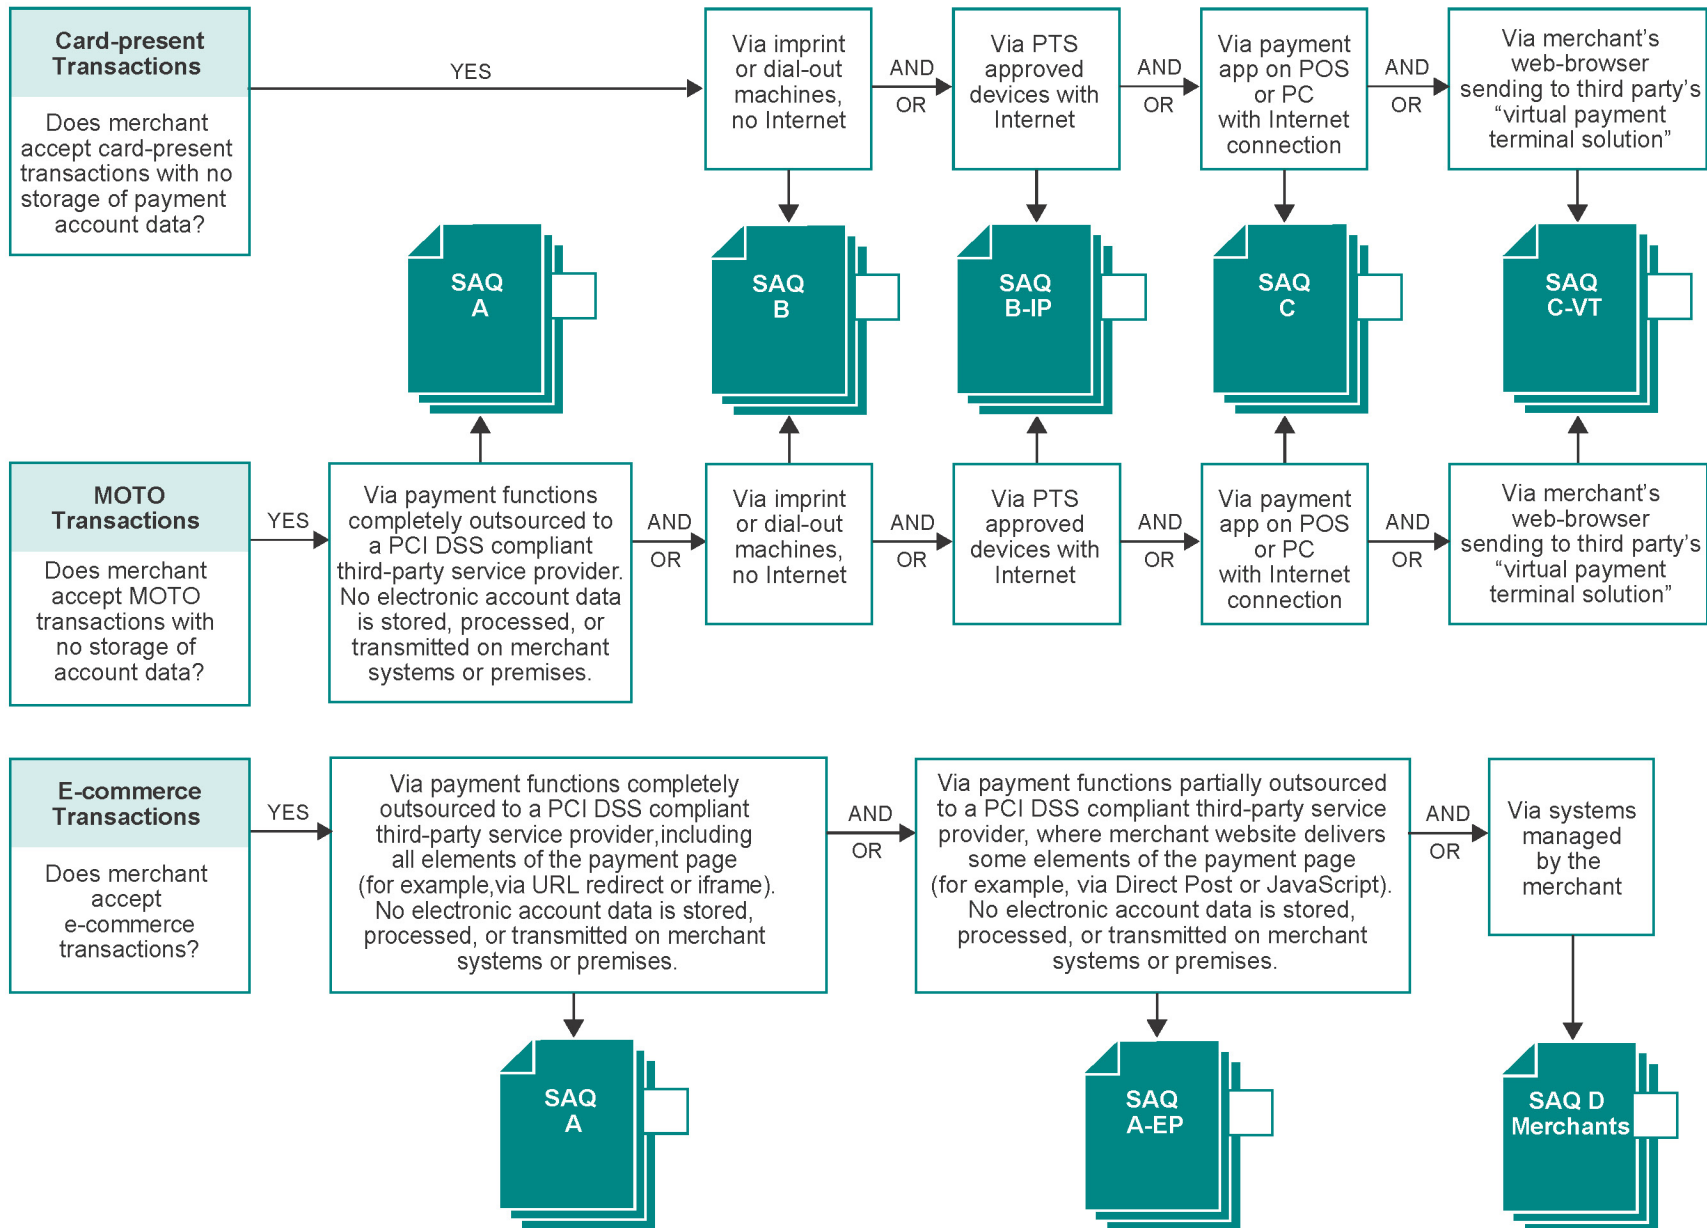 Card-present
Transactions
Does merchant
accept card-present
transactions with no
storage of payment
account data?
YES
Via imprint
or dial-out
machines,
no Internet
AND
OR
Via PTS
approved
devices with
Internet
AND
OR
Via payment
app on POS
or PC
with Internet
connection
AND
OR
Via merchant’s
web-browser
sending to third party’s
“virtual payment
terminal solution”
SAQ
A
SAQ
B
SAQ
B-IP
SAQ
C
SAQ
C-VT
MOTO
Transactions
Does merchant
accept MOTO
transactions with
no storage of
account data?
YES
Via payment functions
completely outsourced to
a PCI DSS compliant
third-party service provider.
No electronic account data
is stored, processed, or
transmitted on merchant
systems or premises.
AND
OR
Via imprint
or dial-out
machines,
no Internet
AND
OR
Via PTS
approved
devices with
Internet
AND
OR
Via payment
app on POS
or PC
with Internet
connection
AND
OR
Via merchant’s
web-browser
sending to third party’s
“virtual payment
terminal solution”
E-commerce
Transactions
Does merchant
accept
e-commerce
transactions?
YES
Via payment functions completely
outsourced to a PCI DSS compliant
third-party service provider,including
all elements of the payment page
(for example,via URL redirect or iframe).
No electronic account data is stored,
processed, or transmitted on merchant
systems or premises.
AND
OR
Via payment functions partially outsourced
to a PCI DSS compliant third-party service
provider, where merchant website delivers
some elements of the payment page
(for example, via Direct Post or JavaScript).
No electronic account data is stored,
processed, or transmitted on merchant
systems or premises.
AND
OR
Via systems
managed
by the
merchant
SAQ
A
SAQ
A-EP
SAQ D
Merchants